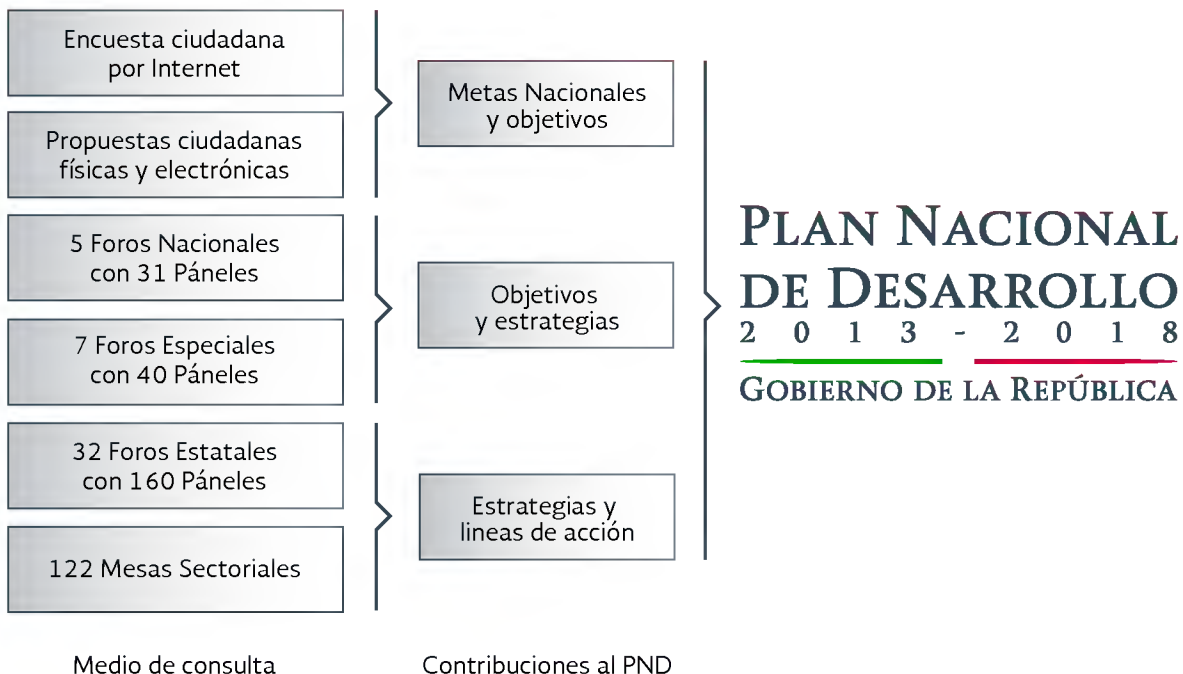 Encuesta ciudadana
por Internet
Propuestas ciudadanas
físicas y electrónicas
5 Foros Nacionales
con 31 Páneles
7 Foros Especiales
con 40 Páneles
32 Foros Estatales
con 160 Páneles
122 Mesas Sectoriales
Medio de consulta
Metas Nacionales
y objetivos
Objetivos
y estrategias
Estrategias y
lineas de acción
Contribuciones al PND
PLAN NACIONAL
DE DESARROLLO
2013-2018
GOBIERNO DE LA REPÚBLICA